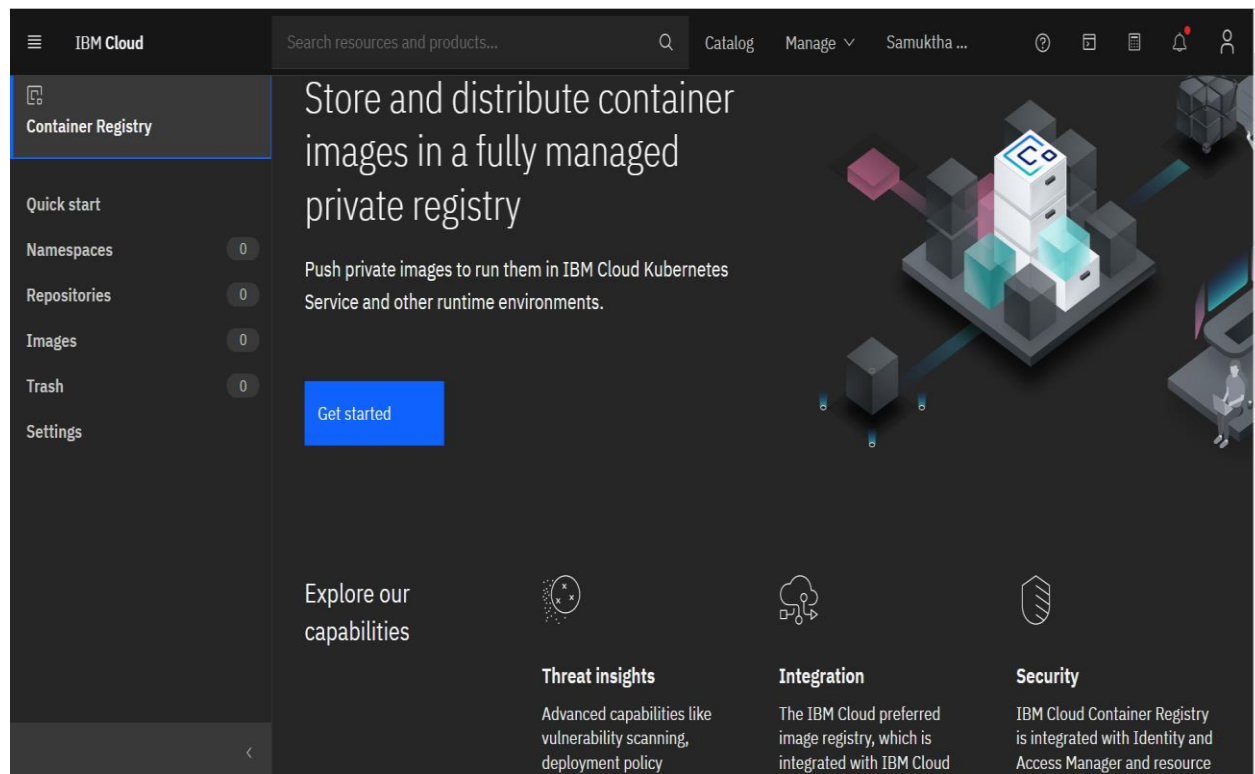 IBM Cloud
Search resources and products...
Catalog
Manage
Samuktha ...
Container Registry
Quick start
Namespaces 0
Repositories 0
Images 0
Trash 0
Settings
Store and distribute container
images in a fully managed
private registry
Push private images to run them in IBM Cloud Kubernetes
Service and other runtime environments.
Get started
Explore our
capabilities
Threat insights
Advanced capabilities like
vulnerability scanning,
deployment policy
Integration
The IBM Cloud preferred
image registry, which is
integrated with IBM Cloud
Security
IBM Cloud Container Registry
is integrated with Identity and
Access Manager and resource